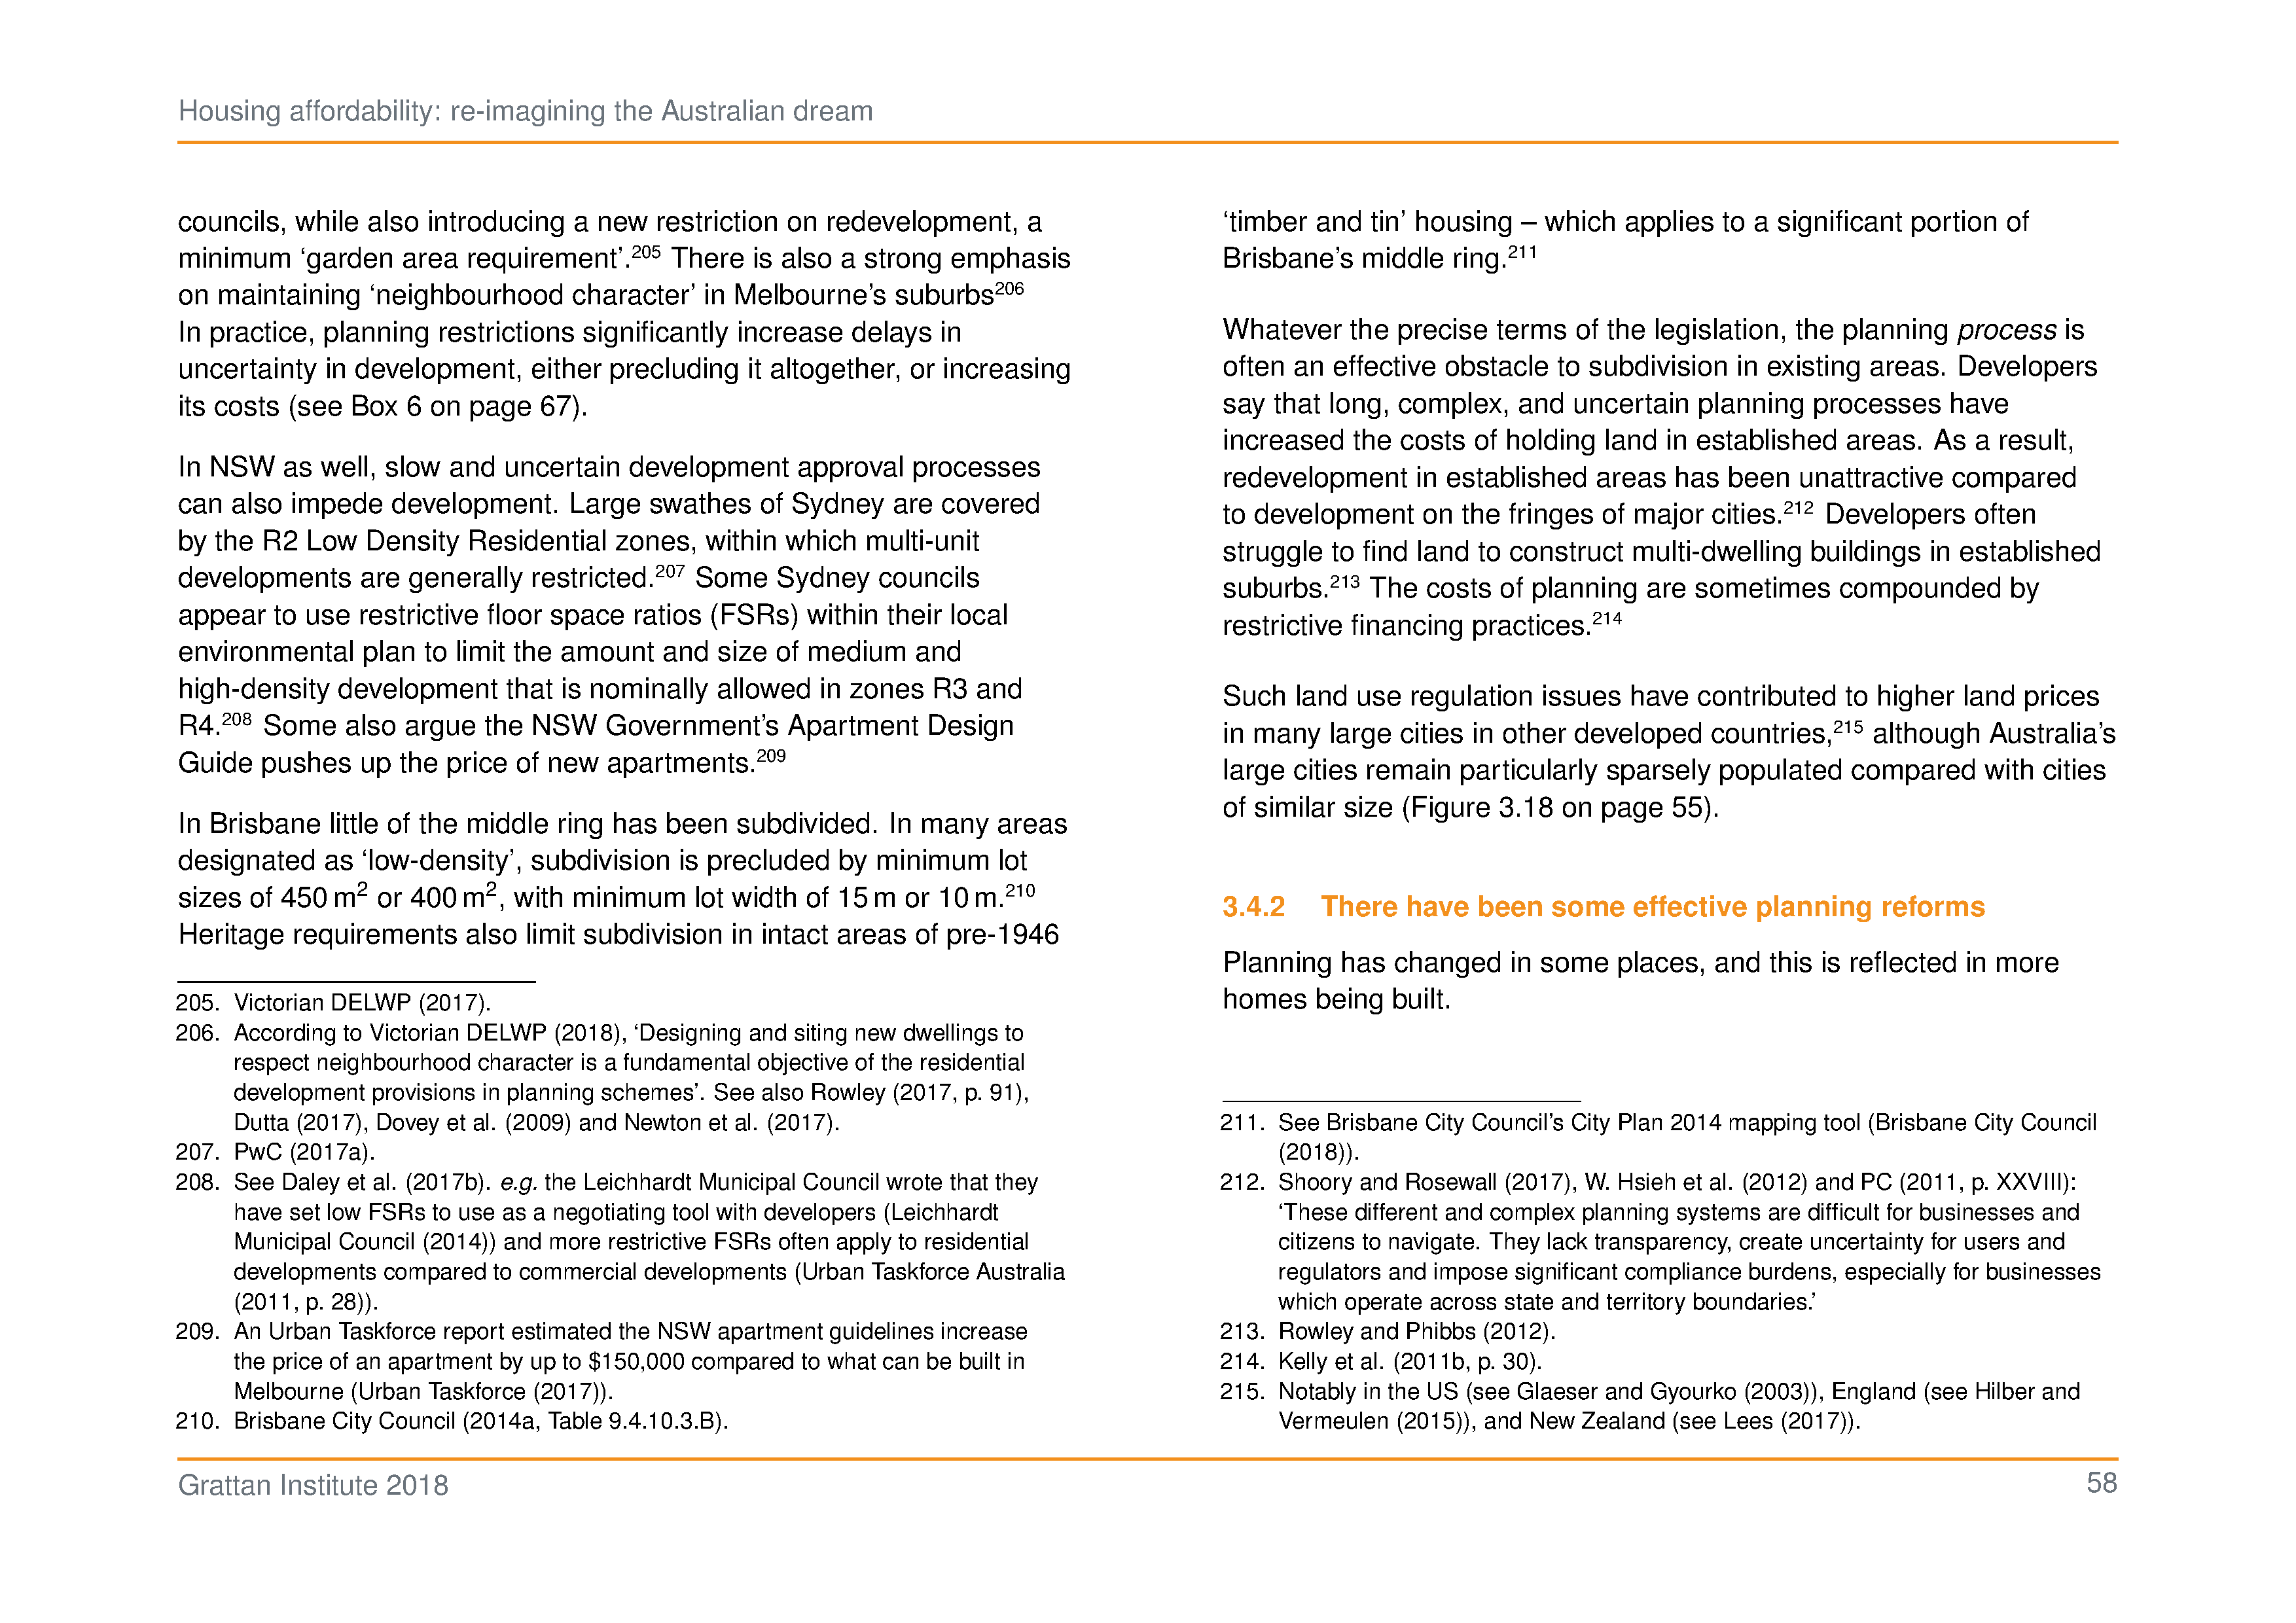 Housing affordability: re-imagining the Australian dream
councils, while also introducing a new restriction on redevelopment, a
minimum ‘garden area requirement’.205 There is also a strong emphasis
on maintaining ‘neighbourhood character’ in Melbourne’s suburbs206
In practice, planning restrictions significantly increase delays in
uncertainty in development, either precluding it altogether, or increasing
its costs (see Box 6 on page 67).
In NSW as well, slow and uncertain development approval processes
can also impede development. Large swathes of Sydney are covered
by the R2 Low Density Residential zones, within which multi-unit
developments are generally restricted.207 Some Sydney councils
appear to use restrictive floor space ratios (FSRs) within their local
environmental plan to limit the amount and size of medium and
high-density development that is nominally allowed in zones R3 and
R4.208 Some also argue the NSW Government’s Apartment Design
Guide pushes up the price of new apartments.209
In Brisbane little of the middle ring has been subdivided. In many areas
designated as ‘low-density’, subdivision is precluded by minimum lot
sizes of 450 m2 or 400 m2, with minimum lot width of 15 m or 10 m.210
Heritage requirements also limit subdivision in intact areas of pre-1946
205. Victorian DELWP (2017).
206. According to Victorian DELWP (2018), ‘Designing and siting new dwellings to
respect neighbourhood character is a fundamental objective of the residential
development provisions in planning schemes’. See also Rowley (2017, p. 91),
Dutta (2017), Dovey et al. (2009) and Newton et al. (2017).
207. PwC (2017a).
208. See Daley et al. (2017b). e.g. the Leichhardt Municipal Council wrote that they
have set low FSRs to use as a negotiating tool with developers (Leichhardt
Municipal Council (2014)) and more restrictive FSRs often apply to residential
developments compared to commercial developments (Urban Taskforce Australia
(2011, p. 28)).
209. An Urban Taskforce report estimated the NSW apartment guidelines increase
the price of an apartment by up to $150,000 compared to what can be built in
Melbourne (Urban Taskforce (2017)).
210. Brisbane City Council (2014a, Table 9.4.10.3.B).
‘timber and tin’ housing – which applies to a significant portion of
Brisbane’s middle ring.211
Whatever the precise terms of the legislation, the planning process is
often an effective obstacle to subdivision in existing areas. Developers
say that long, complex, and uncertain planning processes have
increased the costs of holding land in established areas. As a result,
redevelopment in established areas has been unattractive compared
to development on the fringes of major cities.212 Developers often
struggle to find land to construct multi-dwelling buildings in established
suburbs.213 The costs of planning are sometimes compounded by
restrictive financing practices.214
Such land use regulation issues have contributed to higher land prices
in many large cities in other developed countries,215 although Australia’s
large cities remain particularly sparsely populated compared with cities
of similar size (Figure 3.18 on page 55).
3.4.2 There have been some effective planning reforms
Planning has changed in some places, and this is reflected in more
homes being built.
211. See Brisbane City Council’s City Plan 2014 mapping tool (Brisbane City Council
(2018)).
212. Shoory and Rosewall (2017), W. Hsieh et al. (2012) and PC (2011, p. XXVIII):
‘These different and complex planning systems are difficult for businesses and
citizens to navigate. They lack transparency, create uncertainty for users and
regulators and impose significant compliance burdens, especially for businesses
which operate across state and territory boundaries.’
213. Rowley and Phibbs (2012).
214. Kelly et al. (2011b, p. 30).
215. Notably in the US (see Glaeser and Gyourko (2003)), England (see Hilber and
Vermeulen (2015)), and New Zealand (see Lees (2017)).
Grattan Institute 2018
58